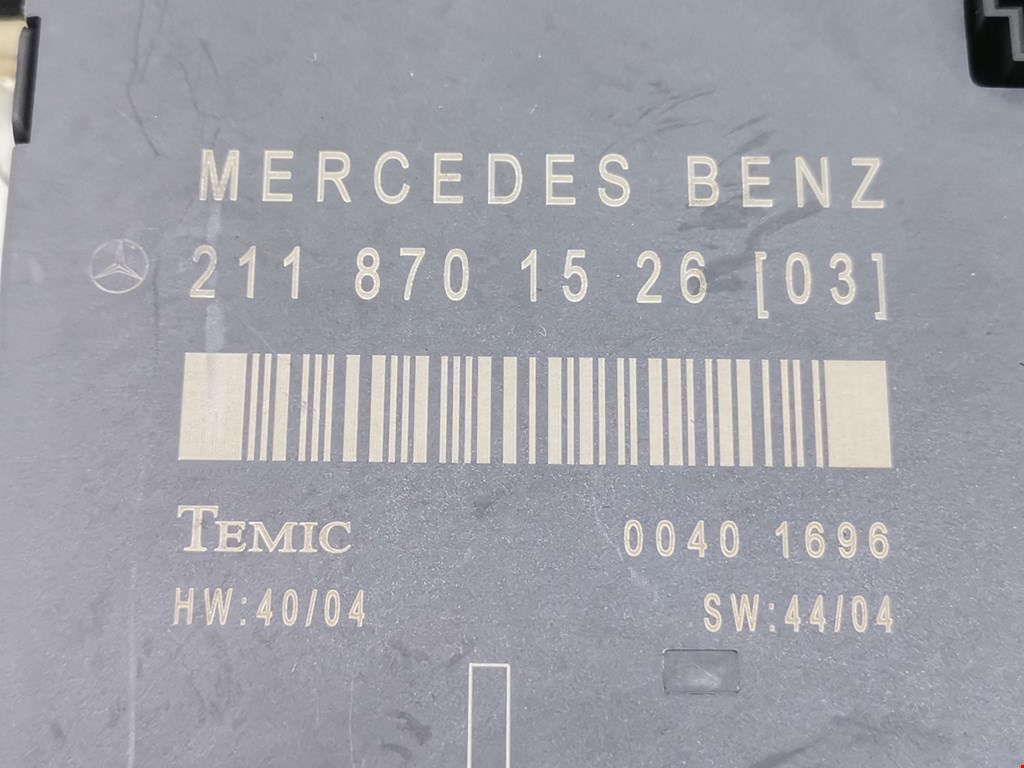 MERCEDES BENZ
211 870 15 26 [03]
TEMIC 0040 1696
HW:40/04 SW:44/04